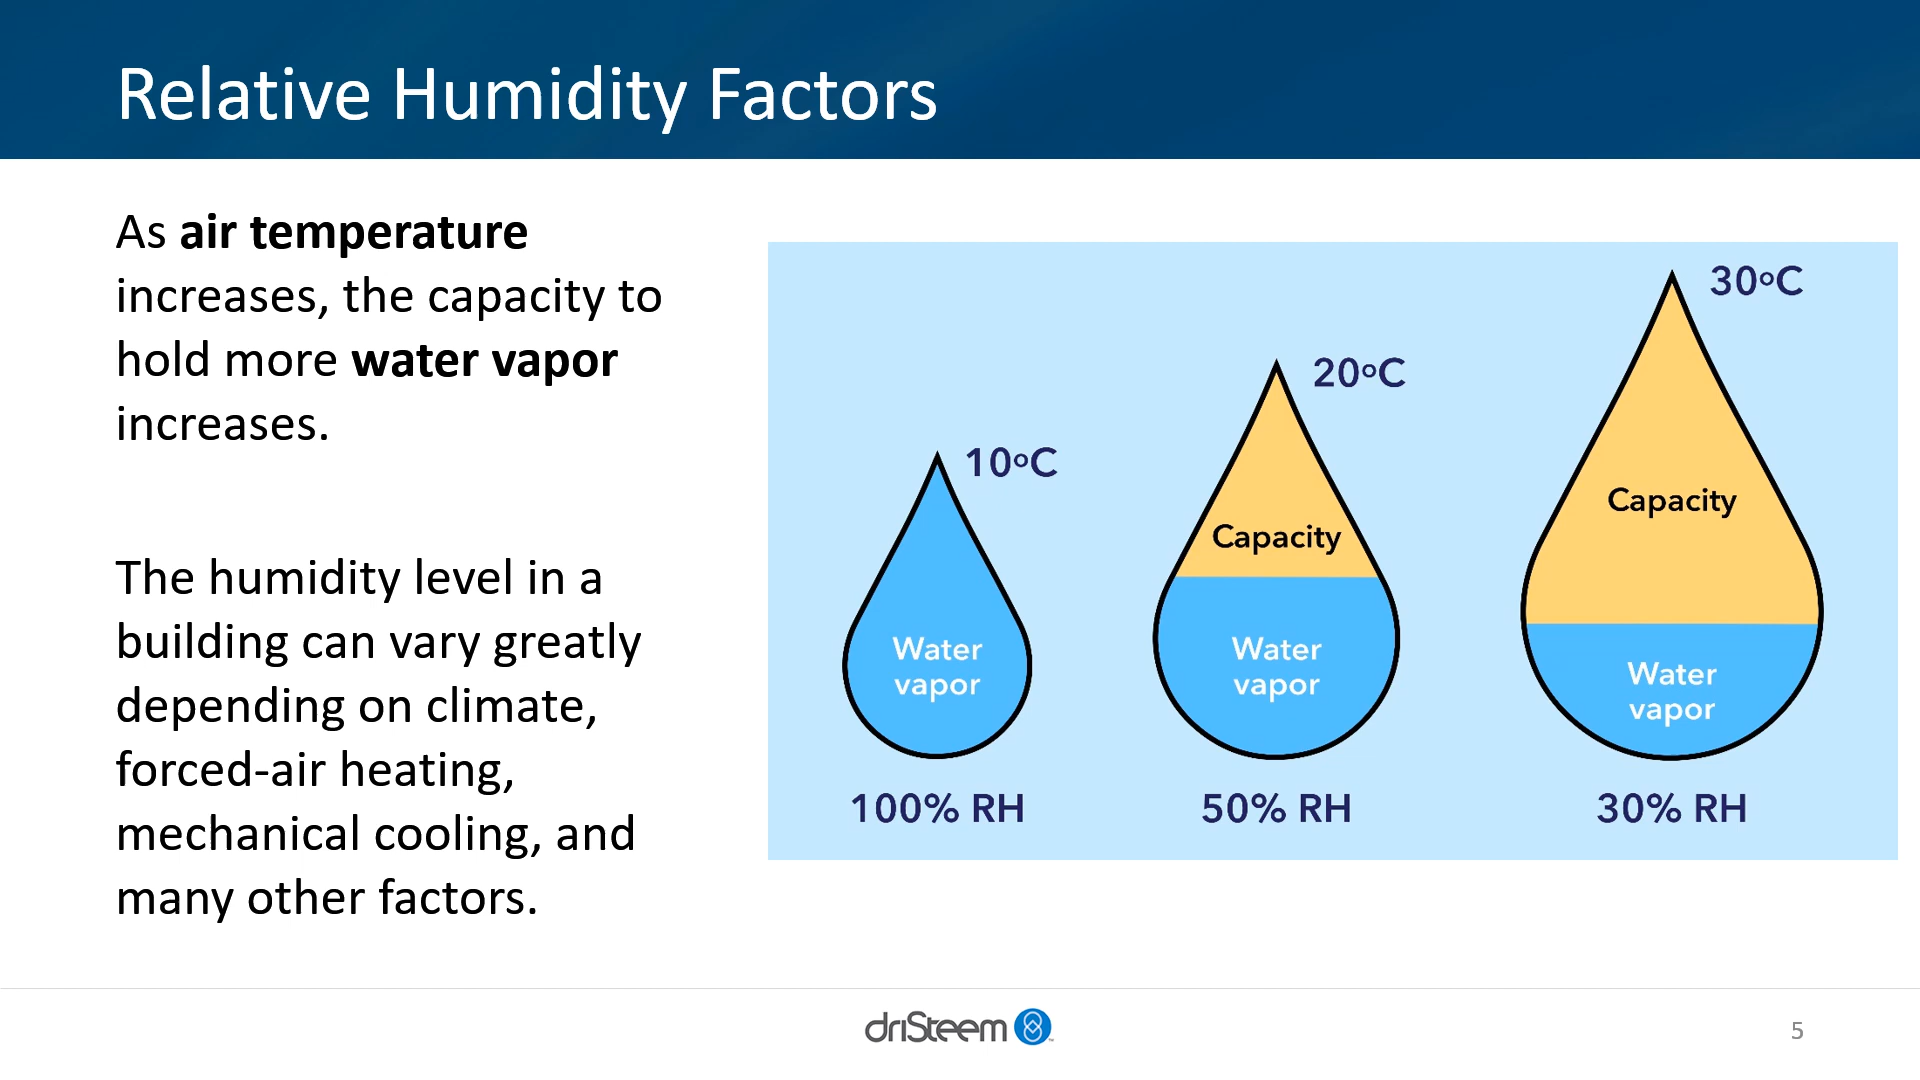 Relative Humidity Factors
As air temperature
increases, the capacity to
hold more water vapor
increases.
The humidity level in a
building can vary greatly
depending on climate,
forced-air heating,
mechanical cooling, and
many other factors.
10ºC
Water
vapor
100% RH
20ºC
Capacity
Water
vapor
50% RH
30ºC
Capacity
Water
vapor
30% RH
driSteem
5